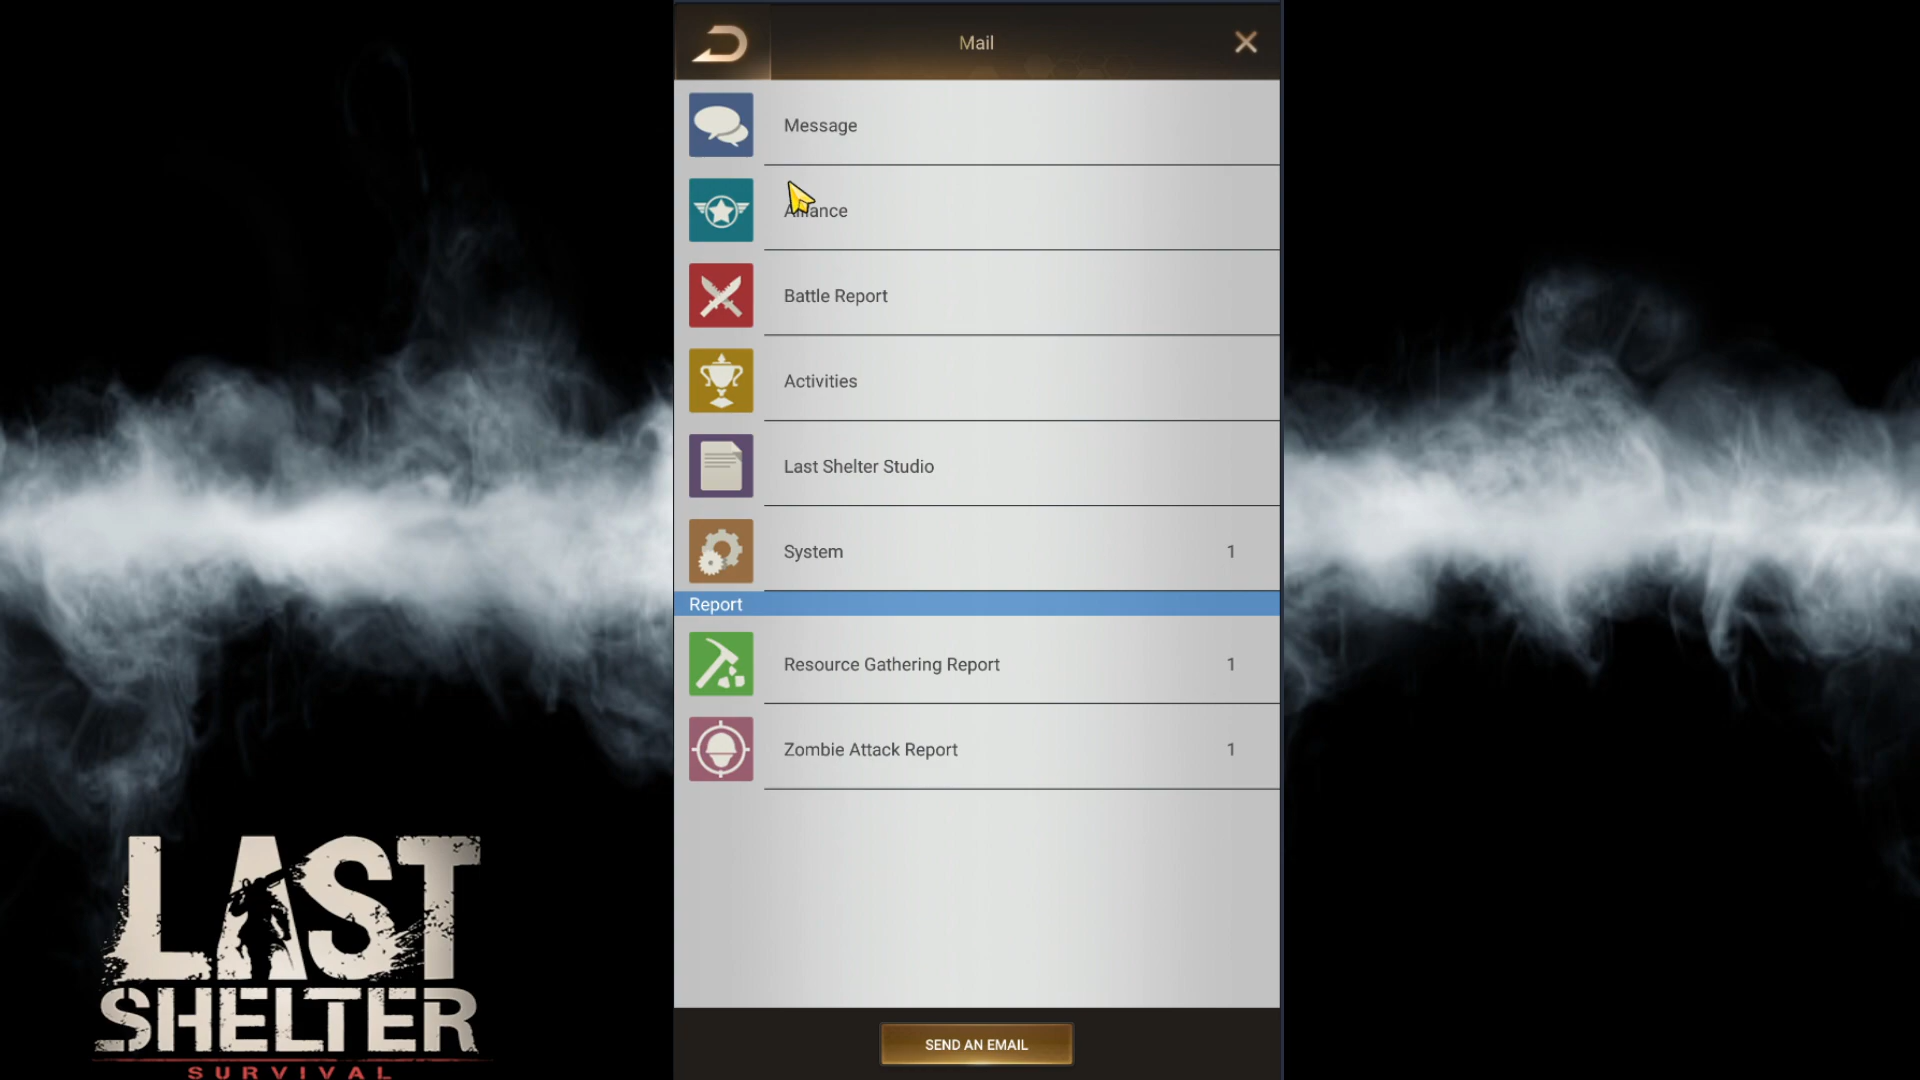 Mail
Message
Alliance
Battle Report
Activities
Last Shelter Studio
System 1
Report
Resource Gathering Report 1
Zombie Attack Report 1
SEND AN EMAIL
LAST
SHELTER
SURVIVAL